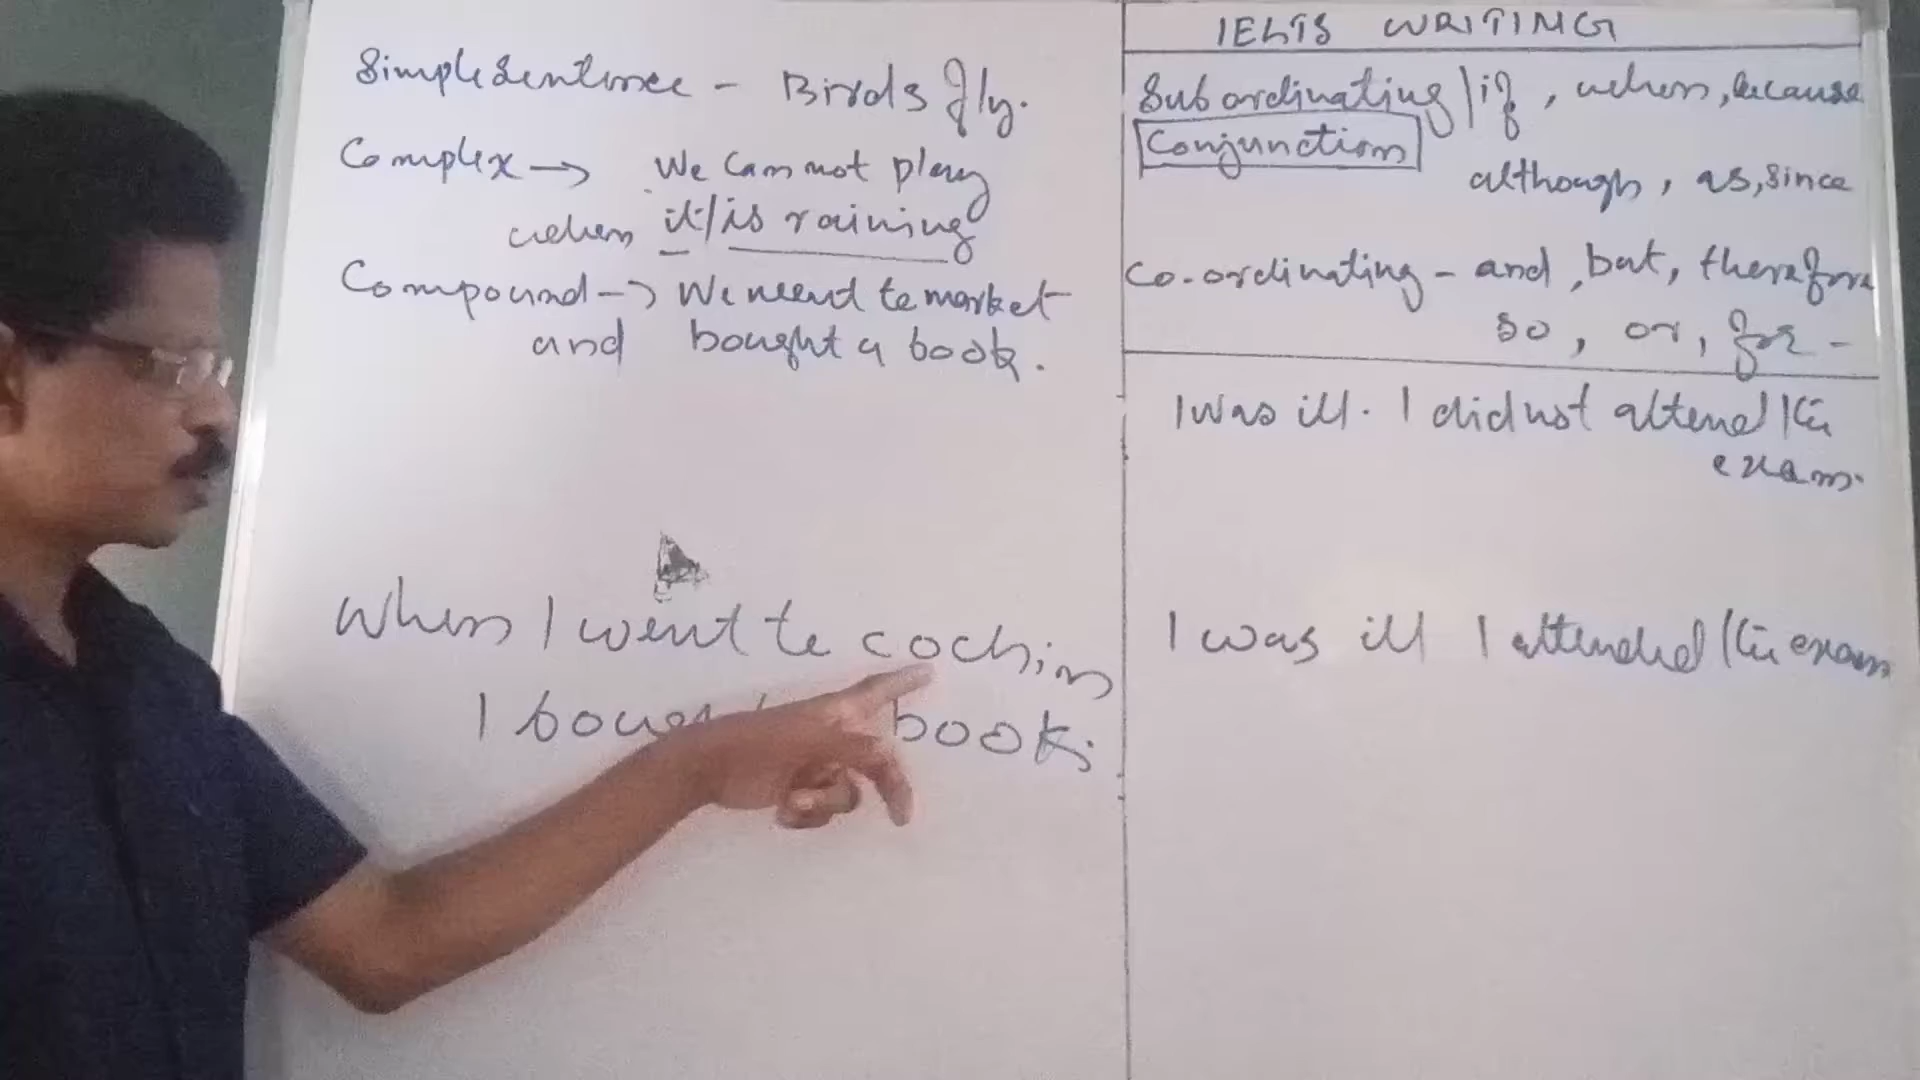 Simple Sentence - Birds fly.
Complex → We cannot play
when it/is raining
Compound → We went to market
and bought a book.
When I went to cochin
I bought book.
IELTS WRITING
Subordinating / if, when, because
Conjunction
although, as, since
Co-ordinating - and, but, therefore
so, or, for -
I was ill. I did not attend the
exam.
I was ill I attended the exam